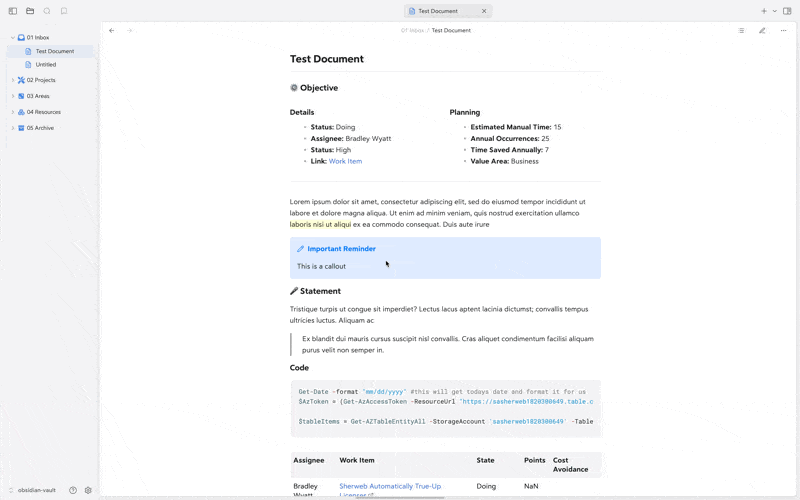 Test Document
01 Inbox
Test Document
Untitled
02 Projects
03 Areas
04 Resources
05 Archive
obsidian-vault
01 Inbox / Test Document
Test Document
Objective
Details
Status: Doing
Assignee: Bradley Wyatt
Status: High
Link: Work Item
Planning
Estimated Manual Time: 15
Annual Occurrences: 25
Time Saved Annually: 7
Value Area: Business
Lorem ipsum dolor sit amet, consectetur adipiscing elit, sed do eiusmod tempor incididunt ut
labore et dolore magna aliqua. Ut enim ad minim veniam, quis nostrud exercitation ullamco
laboris nisi ut aliqui ex ea commodo consequat. Duis aute irure
Important Reminder
This is a callout
Statement
Tristique turpis ut congue sit imperdiet? Lectus lacus aptent lacinia dictumst; convallis tempus
ultricies luctus. Aliquam ac
Ex blandit dui mauris cursus suscipit nisl convallis. Cras aliquet condimentum facilisi aliquam
purus velit non semper in.
Code
Get-Date -format "mm/dd/yyyy" #this will get todays date and format it for us
$AzToken = (Get-AzAccessToken -ResourceUrl "https://sasherweb1820300649.table.c
$tableItems = Get-AZTableEntityAll -StorageAccount 'sasherweb1820300649' -Table
Assignee Work Item State Points Cost
Avoidance
Bradley Sherweb Automatically True-Up Doing NaN
Wyatt Licenses